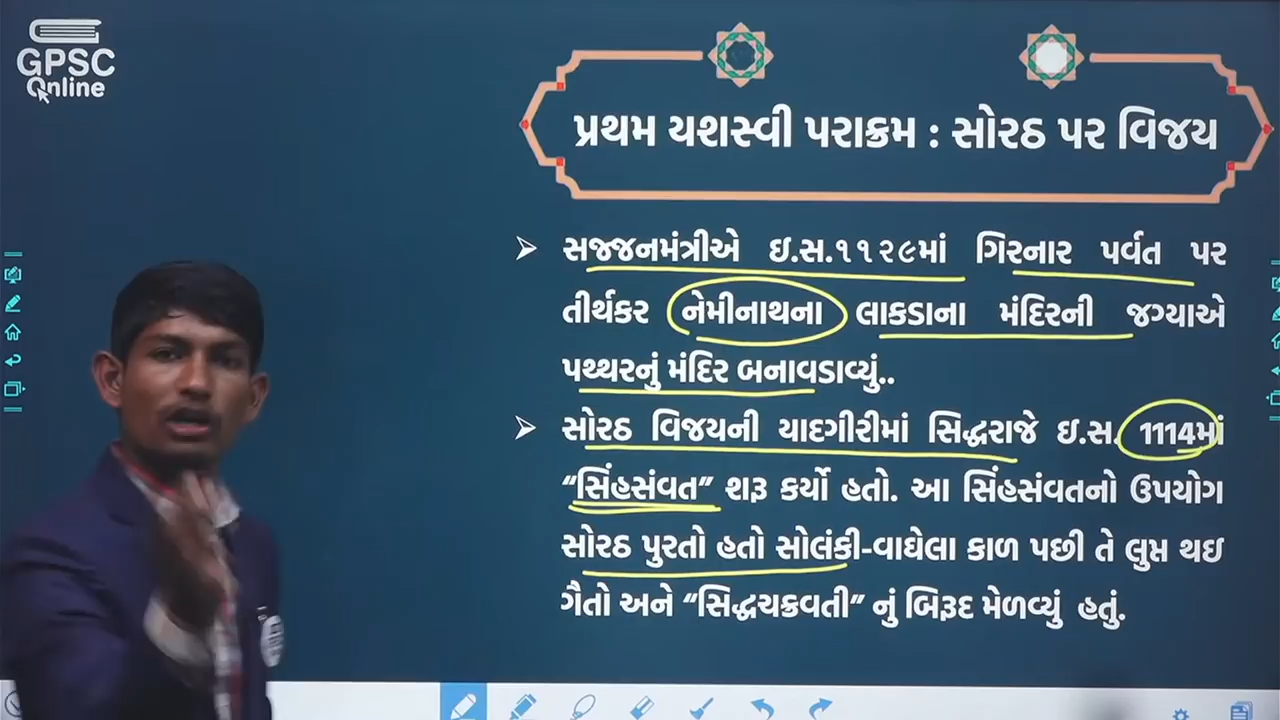 GPSC
Online
પ્રથમ યશસ્વી પરાક્રમ : સોરઠ પર વિજય
સજ્જનમંત્રીએ ઇ.સ.૧૧૨૯માં ગિરનાર પર્વત પર
તીર્થકર નેમીનાથના લાકડાના મંદિરની જગ્યાએ
પથ્થરનું મંદિર બનાવડાવ્યું..
સોરઠ વિજયની યાદગીરીમાં સિદ્ધરાજે ઇ.સ. 1114માં
“સિંહસંવત” શરૂ કર્યો હતો. આ સિંહસંવતનો ઉપયોગ
સોરઠ પુરતો હતો સોલંકી-વાઘેલા કાળ પછી તે લુપ્ત થઇ
ગૈતો અને “સિદ્ધચક્રવતી” નું બિરૂદ મેળવ્યું હતું.